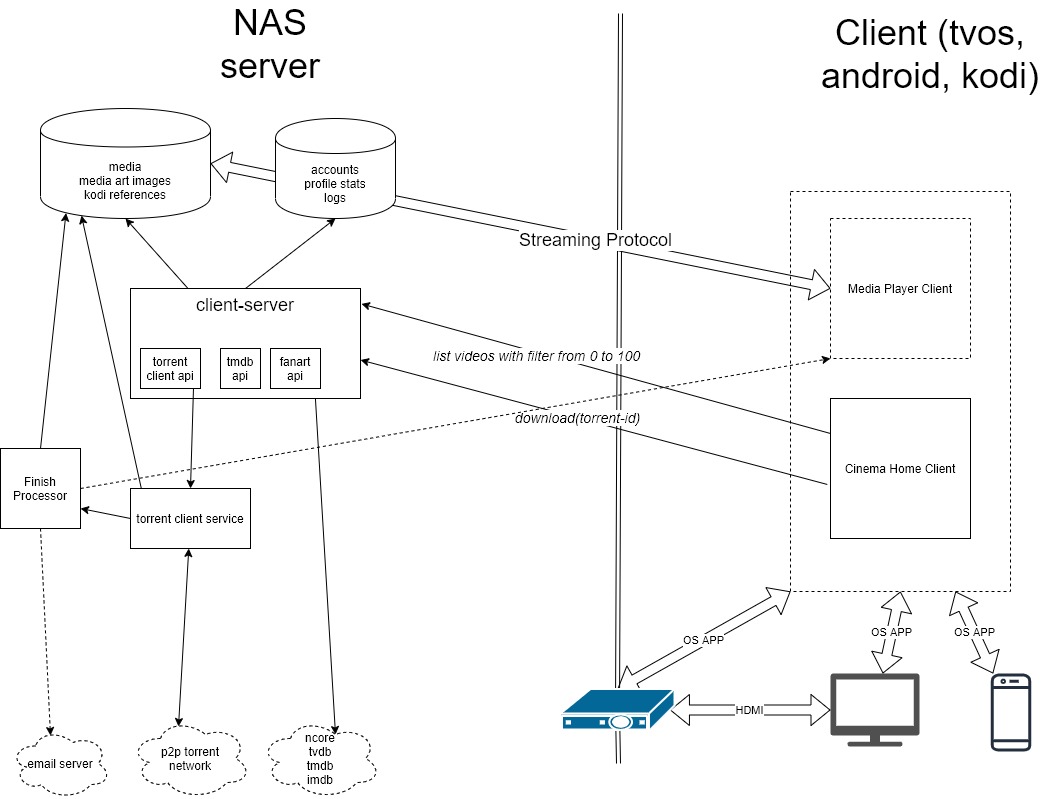 NAS
server
Client (tvos,
android, kodi)
media
media art images
kodi references
accounts
profile stats
logs
Streaming Protocol
Media Player Client
client-server
torrent
client api
tmdb
api
fanart
api
list videos with filter from 0 to 100
download(torrent-id)
Cinema Home Client
Finish
Processor
torrent client service
OS APP
OS APP
OS APP
HDMI
email server
p2p torrent
network
ncore
tvdb
tmdb
imdb